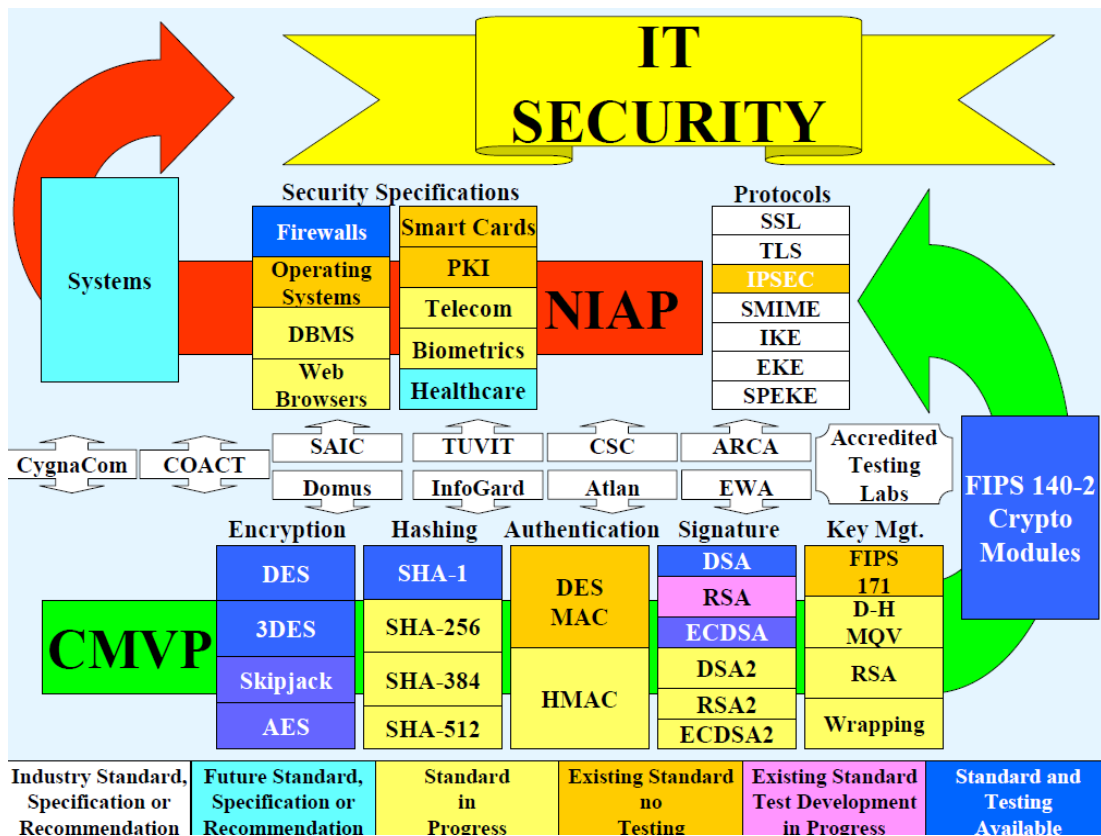 IT
SECURITY
Security Specifications
Protocols
Systems
Firewalls
Operating
Systems
DBMS
Web
Browsers
Smart Cards
PKI
Telecom
Biometrics
Healthcare
NIAP
SSL
TLS
IPSEC
SMIME
IKE
EKE
SPEKE
CygnaCom
COACT
SAIC
TUVIT
CSC
ARCA
Domus
InfoGard
Atlan
EWA
Accredited
Testing
Labs
FIPS 140-2
Crypto
Modules
CMVP
Encryption
DES
3DES
Skipjack
AES
Hashing
SHA-1
SHA-256
SHA-384
SHA-512
Authentication
DES
MAC
HMAC
Signature
DSA
RSA
ECDSA
DSA2
RSA2
ECDSA2
Key Mgt.
FIPS
171
D-H
MQV
RSA
Wrapping
Industry Standard,
Specification or
Recommendation
Future Standard,
Specification or
Recommendation
Standard
in
Progress
Existing Standard
no
Testing
Existing Standard
Test Development
in Progress
Standard and
Testing
Available